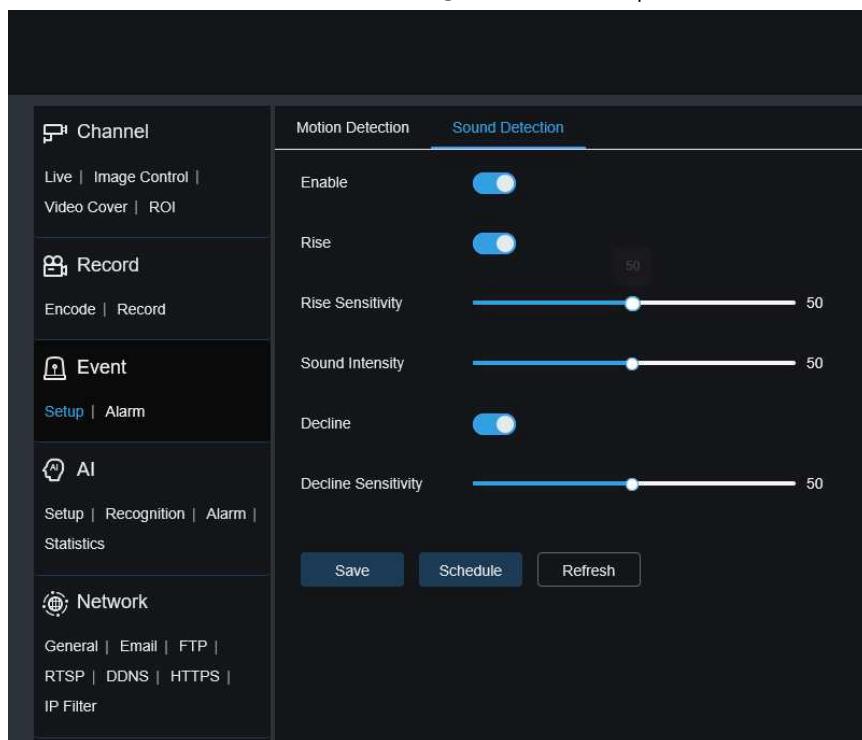 Channel
Live | Image Control |
Video Cover | ROI
Record
Encode | Record
Event
Setup | Alarm
AI
AI
Setup | Recognition | Alarm |
Statistics
Network
General | Email | FTP |
RTSP | DDNS | HTTPS |
IP Filter
Motion Detection Sound Detection
Enable
Rise
50
Rise Sensitivity 50
Sound Intensity 50
Decline
Decline Sensitivity 50
Save Schedule Refresh